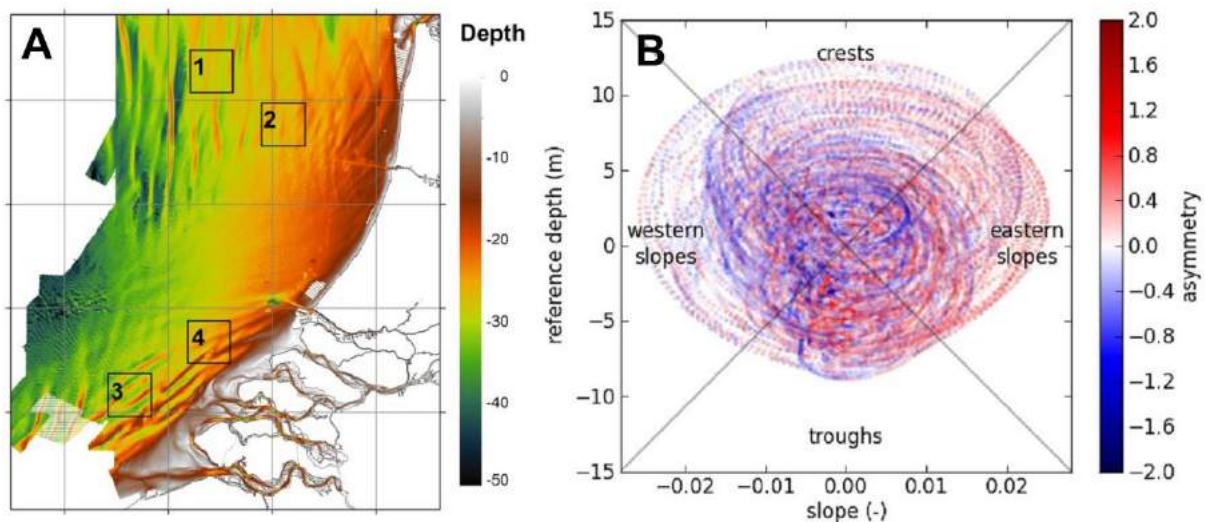 A
Depth
0
-10
-20
-30
-40
-50
1
2
3
4
B
15
10
5
0
−5
−10
−15
reference depth (m)
crests
western
slopes
eastern
slopes
troughs
−0.02
−0.01
0.00
0.01
0.02
slope (-)
2.0
1.6
1.2
0.8
0.4
0.0
−0.4
−0.8
−1.2
−1.6
−2.0
asymmetry